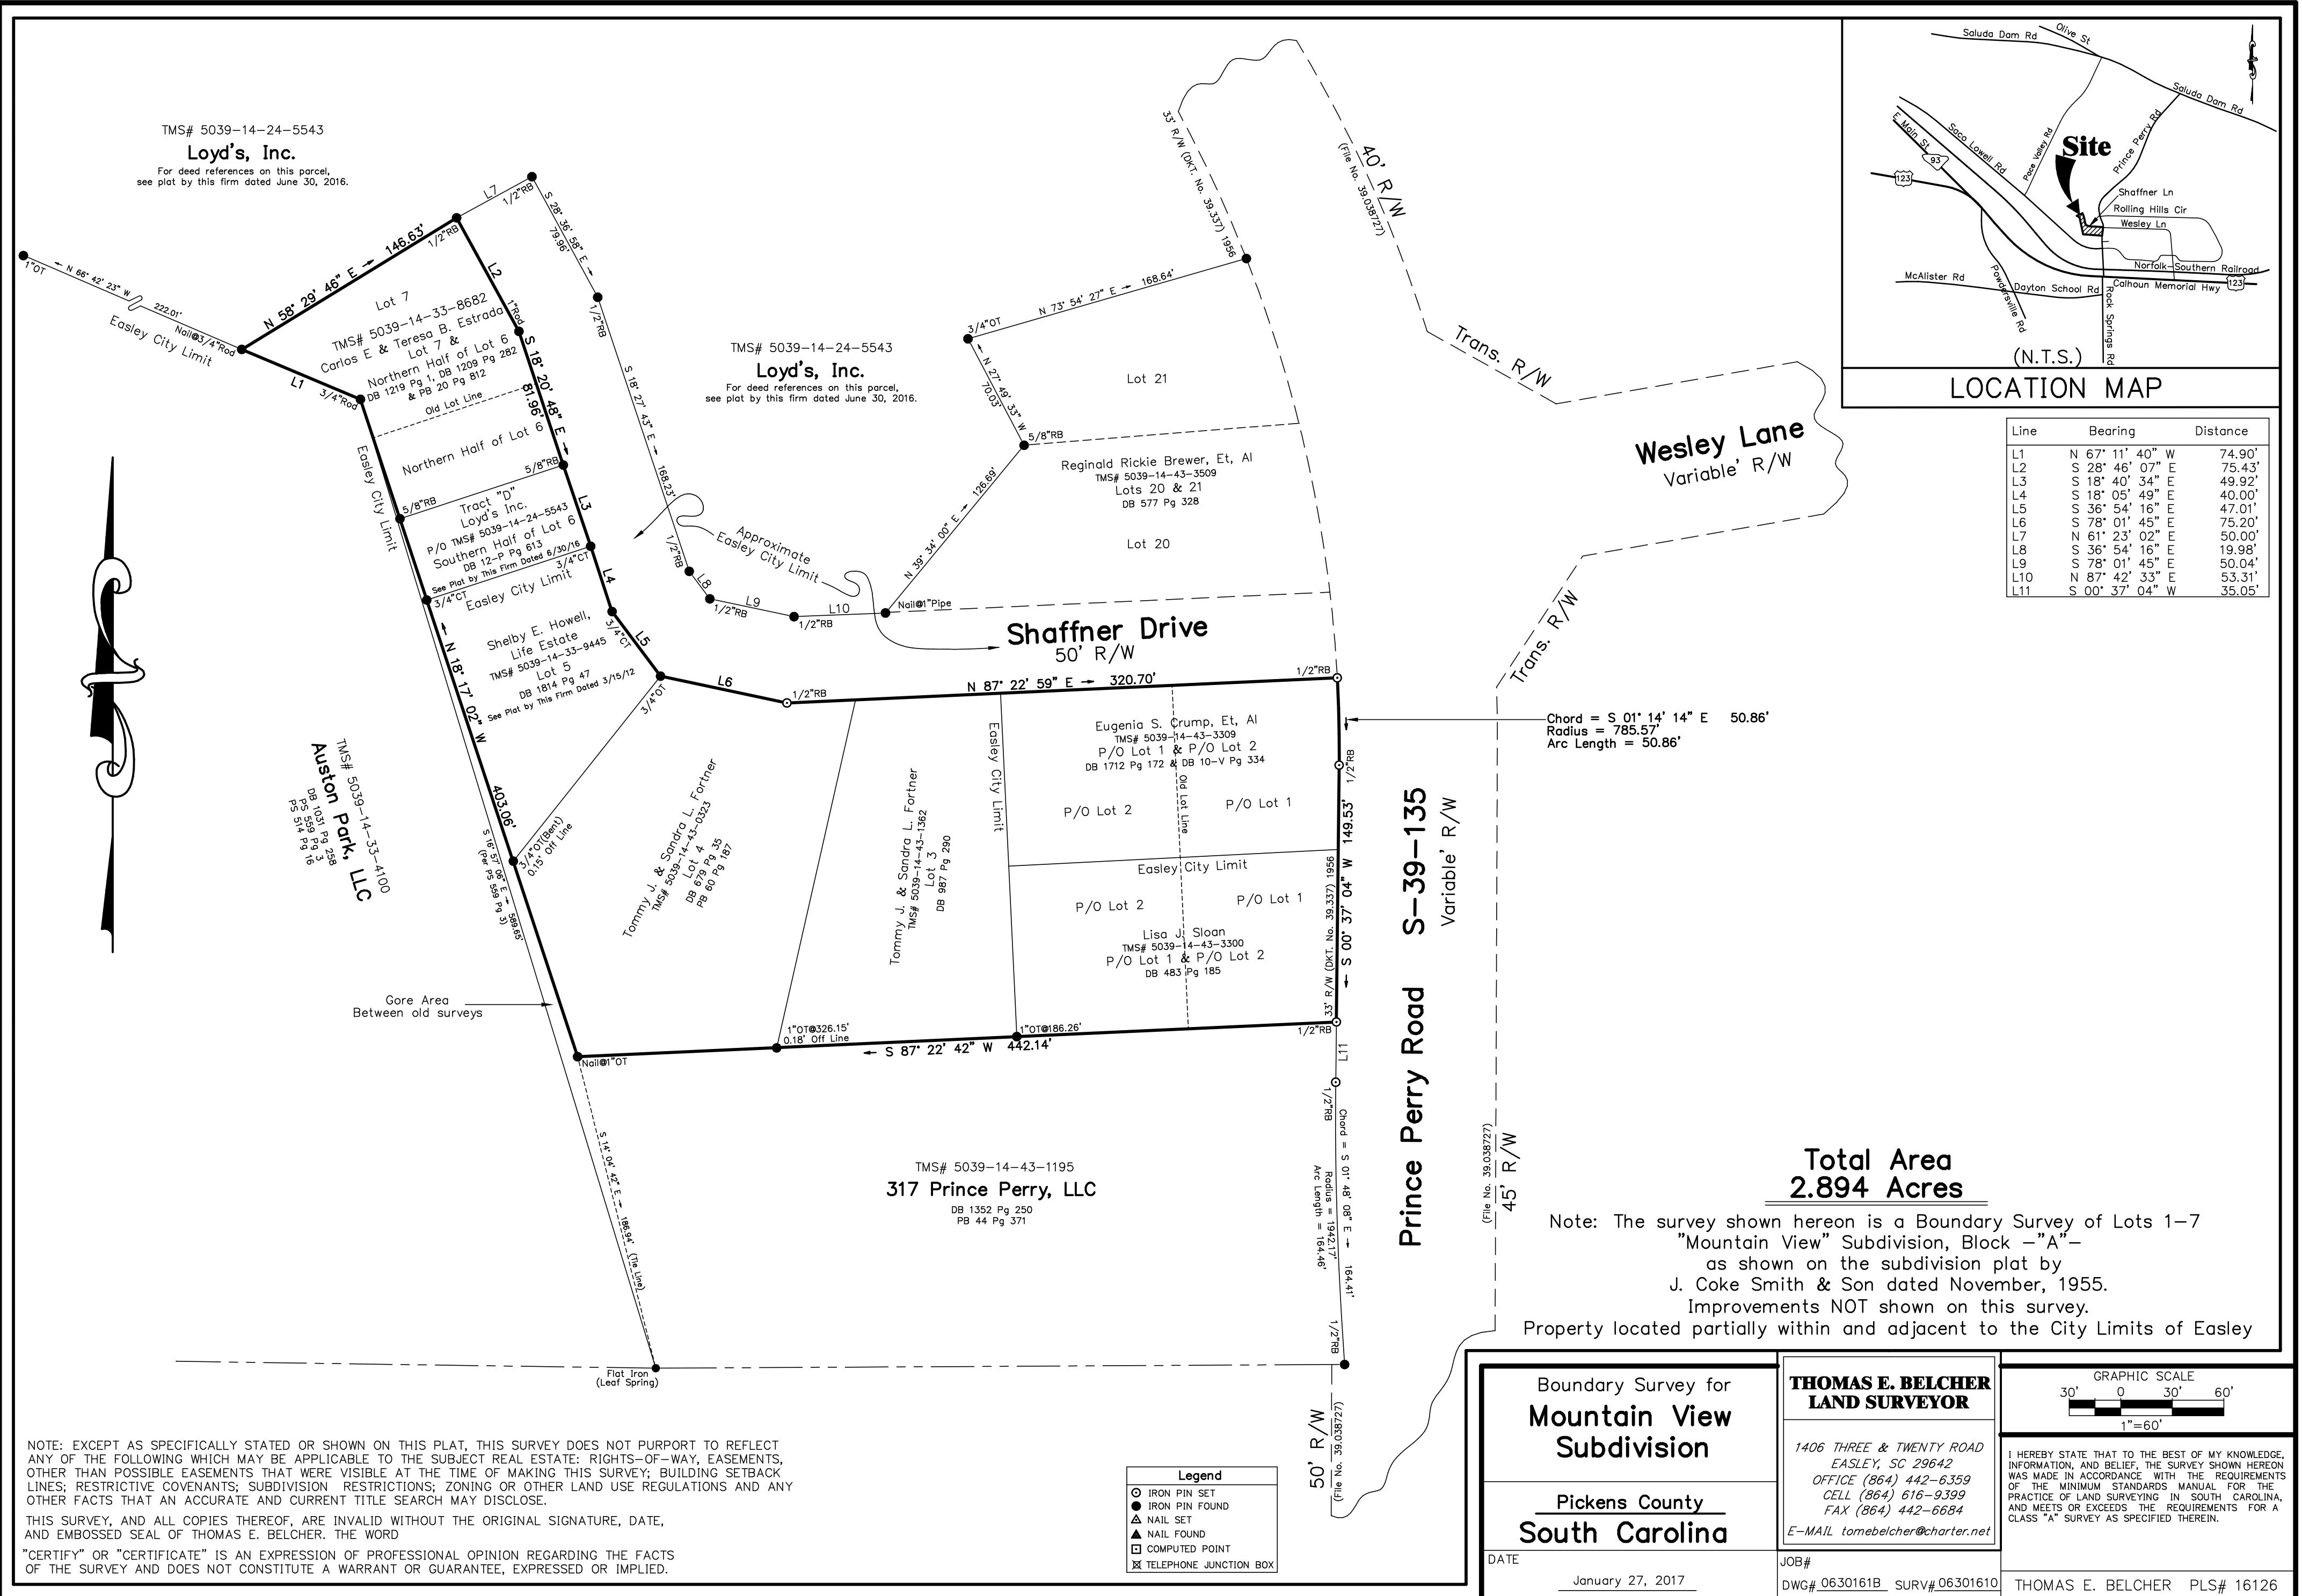 TMS# 5039-14-24-5543
Loyd's, Inc.
For deed references on this parcel,
see plat by this firm dated June 30, 2016.
1"OT
← N 66° 42' 23" W
222.01'
Easley City Limit
Nail@3/4"Rod
N 58° 29' 46" E → 146.63'
1/2"RB
L7
1/2"RB
S 28° 36' 58" E →
79.96'
1/2"RB
L1
3/4"Rod
L2
1"Rod
Lot 7
TMS# 5039-14-33-8682
Carlos E & Teresa B. Estrada
Lot 7 &
Northern Half of Lot 6
DB 1219 Pg 1, DB 1209 Pg 282
& PB 20 Pg 812
Old Lot Line
S 18° 20' 48" E →
81.96'
Northern Half of Lot 6
5/8"RB
5/8"RB
Easley City Limit
Tract "D"
Loyd's Inc.
P/O TMS# 5039-14-24-5543
Southern Half of Lot 6
DB 12-P Pg 613
See Plat by This Firm Dated 6/30/16
L3
3/4"CT
3/4"CT
Easley City Limit
L4
3/4"CT
L5
Shelby E. Howell,
Life Estate
TMS# 5039-14-33-9445
Lot 5
DB 1814 Pg 47
See Plat by This Firm Dated 3/15/12
S 18° 27' 43" E → 168.23'
1/2"RB
L8
1/2"RB
L9
1/2"RB
L10
Nail@1"Pipe
Approximate
Easley City Limit
TMS# 5039-14-24-5543
Loyd's, Inc.
For deed references on this parcel,
see plat by this firm dated June 30, 2016.
3/4"OT
N 73° 54' 27" E → 168.64'
← N 27° 49' 33" W
70.03'
5/8"RB
N 39° 34' 00" E → 126.69'
Lot 21
Reginald Rickie Brewer, Et, Al
TMS# 5039-14-43-3509
Lots 20 & 21
DB 577 Pg 328
Lot 20
33' R/W (DKT. No. 39.337) 1956
40' R/W
(File No. 39.038727)
Trans. R/W
Wesley Lane
Variable' R/W
Trans. R/W
Shaffner Drive
50' R/W
L6
1/2"RB
N 87° 22' 59" E → 320.70'
1/2"RB
3/4"OT
← N 18° 17' 02" W
403.06'
3/4"OT(Bent)
0.15' Off Line
S 16° 57' 06" E → 589.65'
(Per PS 559 Pg 3)
TMS# 5039-14-33-4100
Auston Park, LLC
DB 1031 Pg 258
PS 559 Pg 3
PS 514 Pg 16
Gore Area
Between old surveys
Tommy J. & Sandra L. Fortner
TMS# 5039-14-43-0323
Lot 4
DB 679 Pg 35
PB 60 Pg 187
Tommy J. & Sandra L. Fortner
TMS# 5039-14-43-1362
Lot 3
DB 987 Pg 290
Easley City Limit
Eugenia S. Crump, Et, Al
TMS# 5039-14-43-3309
P/O Lot 1 & P/O Lot 2
DB 1712 Pg 172 & DB 10-V Pg 334
P/O Lot 2
Old Lot Line
P/O Lot 1
Easley City Limit
P/O Lot 2
P/O Lot 1
Lisa J. Sloan
TMS# 5039-14-43-3300
P/O Lot 1 & P/O Lot 2
DB 483 Pg 185
Chord = S 01° 14' 14" E 50.86'
Radius = 785.57'
Arc Length = 50.86'
1/2"RB
← S 00° 37' 04" W 149.53'
33' R/W (DKT. No. 39.337) 1956
1/2"RB
Prince Perry Road S-39-135
Variable' R/W
Nail@1"OT
1"OT@326.15'
0.18' Off Line
1"OT@186.26'
← S 87° 22' 42" W 442.14'
L11
1/2"RB
Chord = S 01° 48' 08" E → 164.41'
Radius = 1942.17'
Arc Length = 164.46'
1/2"RB
(File No. 39.038727)
45' R/W
50' R/W
(File No. 39.038727)
TMS# 5039-14-43-1195
317 Prince Perry, LLC
DB 1352 Pg 250
PB 44 Pg 371
S 14° 04' 42" E → 186.94' (Tie Line)
Flat Iron
(Leaf Spring)
Saluda Dam Rd
Olive St
Saluda Dam Rd
E Main St
Saco Lowell Rd
Pace Valley Rd
Prince Perry Rd
Site
93
123
Shaffner Ln
Rolling Hills Cir
Wesley Ln
Norfolk-Southern Railroad
McAlister Rd
Powdersville Rd
Dayton School Rd
Calhoun Memorial Hwy
123
Rock Springs Rd
(N.T.S.)
LOCATION MAP
Line Bearing Distance
L1 N 67° 11' 40" W 74.90'
L2 S 28° 46' 07" E 75.43'
L3 S 18° 40' 34" E 49.92'
L4 S 18° 05' 49" E 40.00'
L5 S 36° 54' 16" E 47.01'
L6 S 78° 01' 45" E 75.20'
L7 N 61° 23' 02" E 50.00'
L8 S 36° 54' 16" E 19.98'
L9 S 78° 01' 45" E 50.04'
L10 N 87° 42' 33" E 53.31'
L11 S 00° 37' 04" W 35.05'
Total Area
2.894 Acres
Note: The survey shown hereon is a Boundary Survey of Lots 1-7
"Mountain View" Subdivision, Block -"A"-
as shown on the subdivision plat by
J. Coke Smith & Son dated November, 1955.
Improvements NOT shown on this survey.
Property located partially within and adjacent to the City Limits of Easley
NOTE: EXCEPT AS SPECIFICALLY STATED OR SHOWN ON THIS PLAT, THIS SURVEY DOES NOT PURPORT TO REFLECT
ANY OF THE FOLLOWING WHICH MAY BE APPLICABLE TO THE SUBJECT REAL ESTATE: RIGHTS-OF-WAY, EASEMENTS,
OTHER THAN POSSIBLE EASEMENTS THAT WERE VISIBLE AT THE TIME OF MAKING THIS SURVEY; BUILDING SETBACK
LINES; RESTRICTIVE COVENANTS; SUBDIVISION RESTRICTIONS; ZONING OR OTHER LAND USE REGULATIONS AND ANY
OTHER FACTS THAT AN ACCURATE AND CURRENT TITLE SEARCH MAY DISCLOSE.
THIS SURVEY, AND ALL COPIES THEREOF, ARE INVALID WITHOUT THE ORIGINAL SIGNATURE, DATE,
AND EMBOSSED SEAL OF THOMAS E. BELCHER. THE WORD
"CERTIFY" OR "CERTIFICATE" IS AN EXPRESSION OF PROFESSIONAL OPINION REGARDING THE FACTS
OF THE SURVEY AND DOES NOT CONSTITUTE A WARRANT OR GUARANTEE, EXPRESSED OR IMPLIED.
Legend
IRON PIN SET
IRON PIN FOUND
NAIL SET
NAIL FOUND
COMPUTED POINT
TELEPHONE JUNCTION BOX
Boundary Survey for
Mountain View
Subdivision
Pickens County
South Carolina
DATE
January 27, 2017
THOMAS E. BELCHER
LAND SURVEYOR
1406 THREE & TWENTY ROAD
EASLEY, SC 29642
OFFICE (864) 442-6359
CELL (864) 616-9399
FAX (864) 442-6684
E-MAIL tomebelcher@charter.net
JOB#
DWG# 0630161B SURV# 06301610
GRAPHIC SCALE
30' 0 30' 60'
1"=60'
I HEREBY STATE THAT TO THE BEST OF MY KNOWLEDGE,
INFORMATION, AND BELIEF, THE SURVEY SHOWN HEREON
WAS MADE IN ACCORDANCE WITH THE REQUIREMENTS
OF THE MINIMUM STANDARDS MANUAL FOR THE
PRACTICE OF LAND SURVEYING IN SOUTH CAROLINA,
AND MEETS OR EXCEEDS THE REQUIREMENTS FOR A
CLASS "A" SURVEY AS SPECIFIED THEREIN.
THOMAS E. BELCHER PLS# 16126